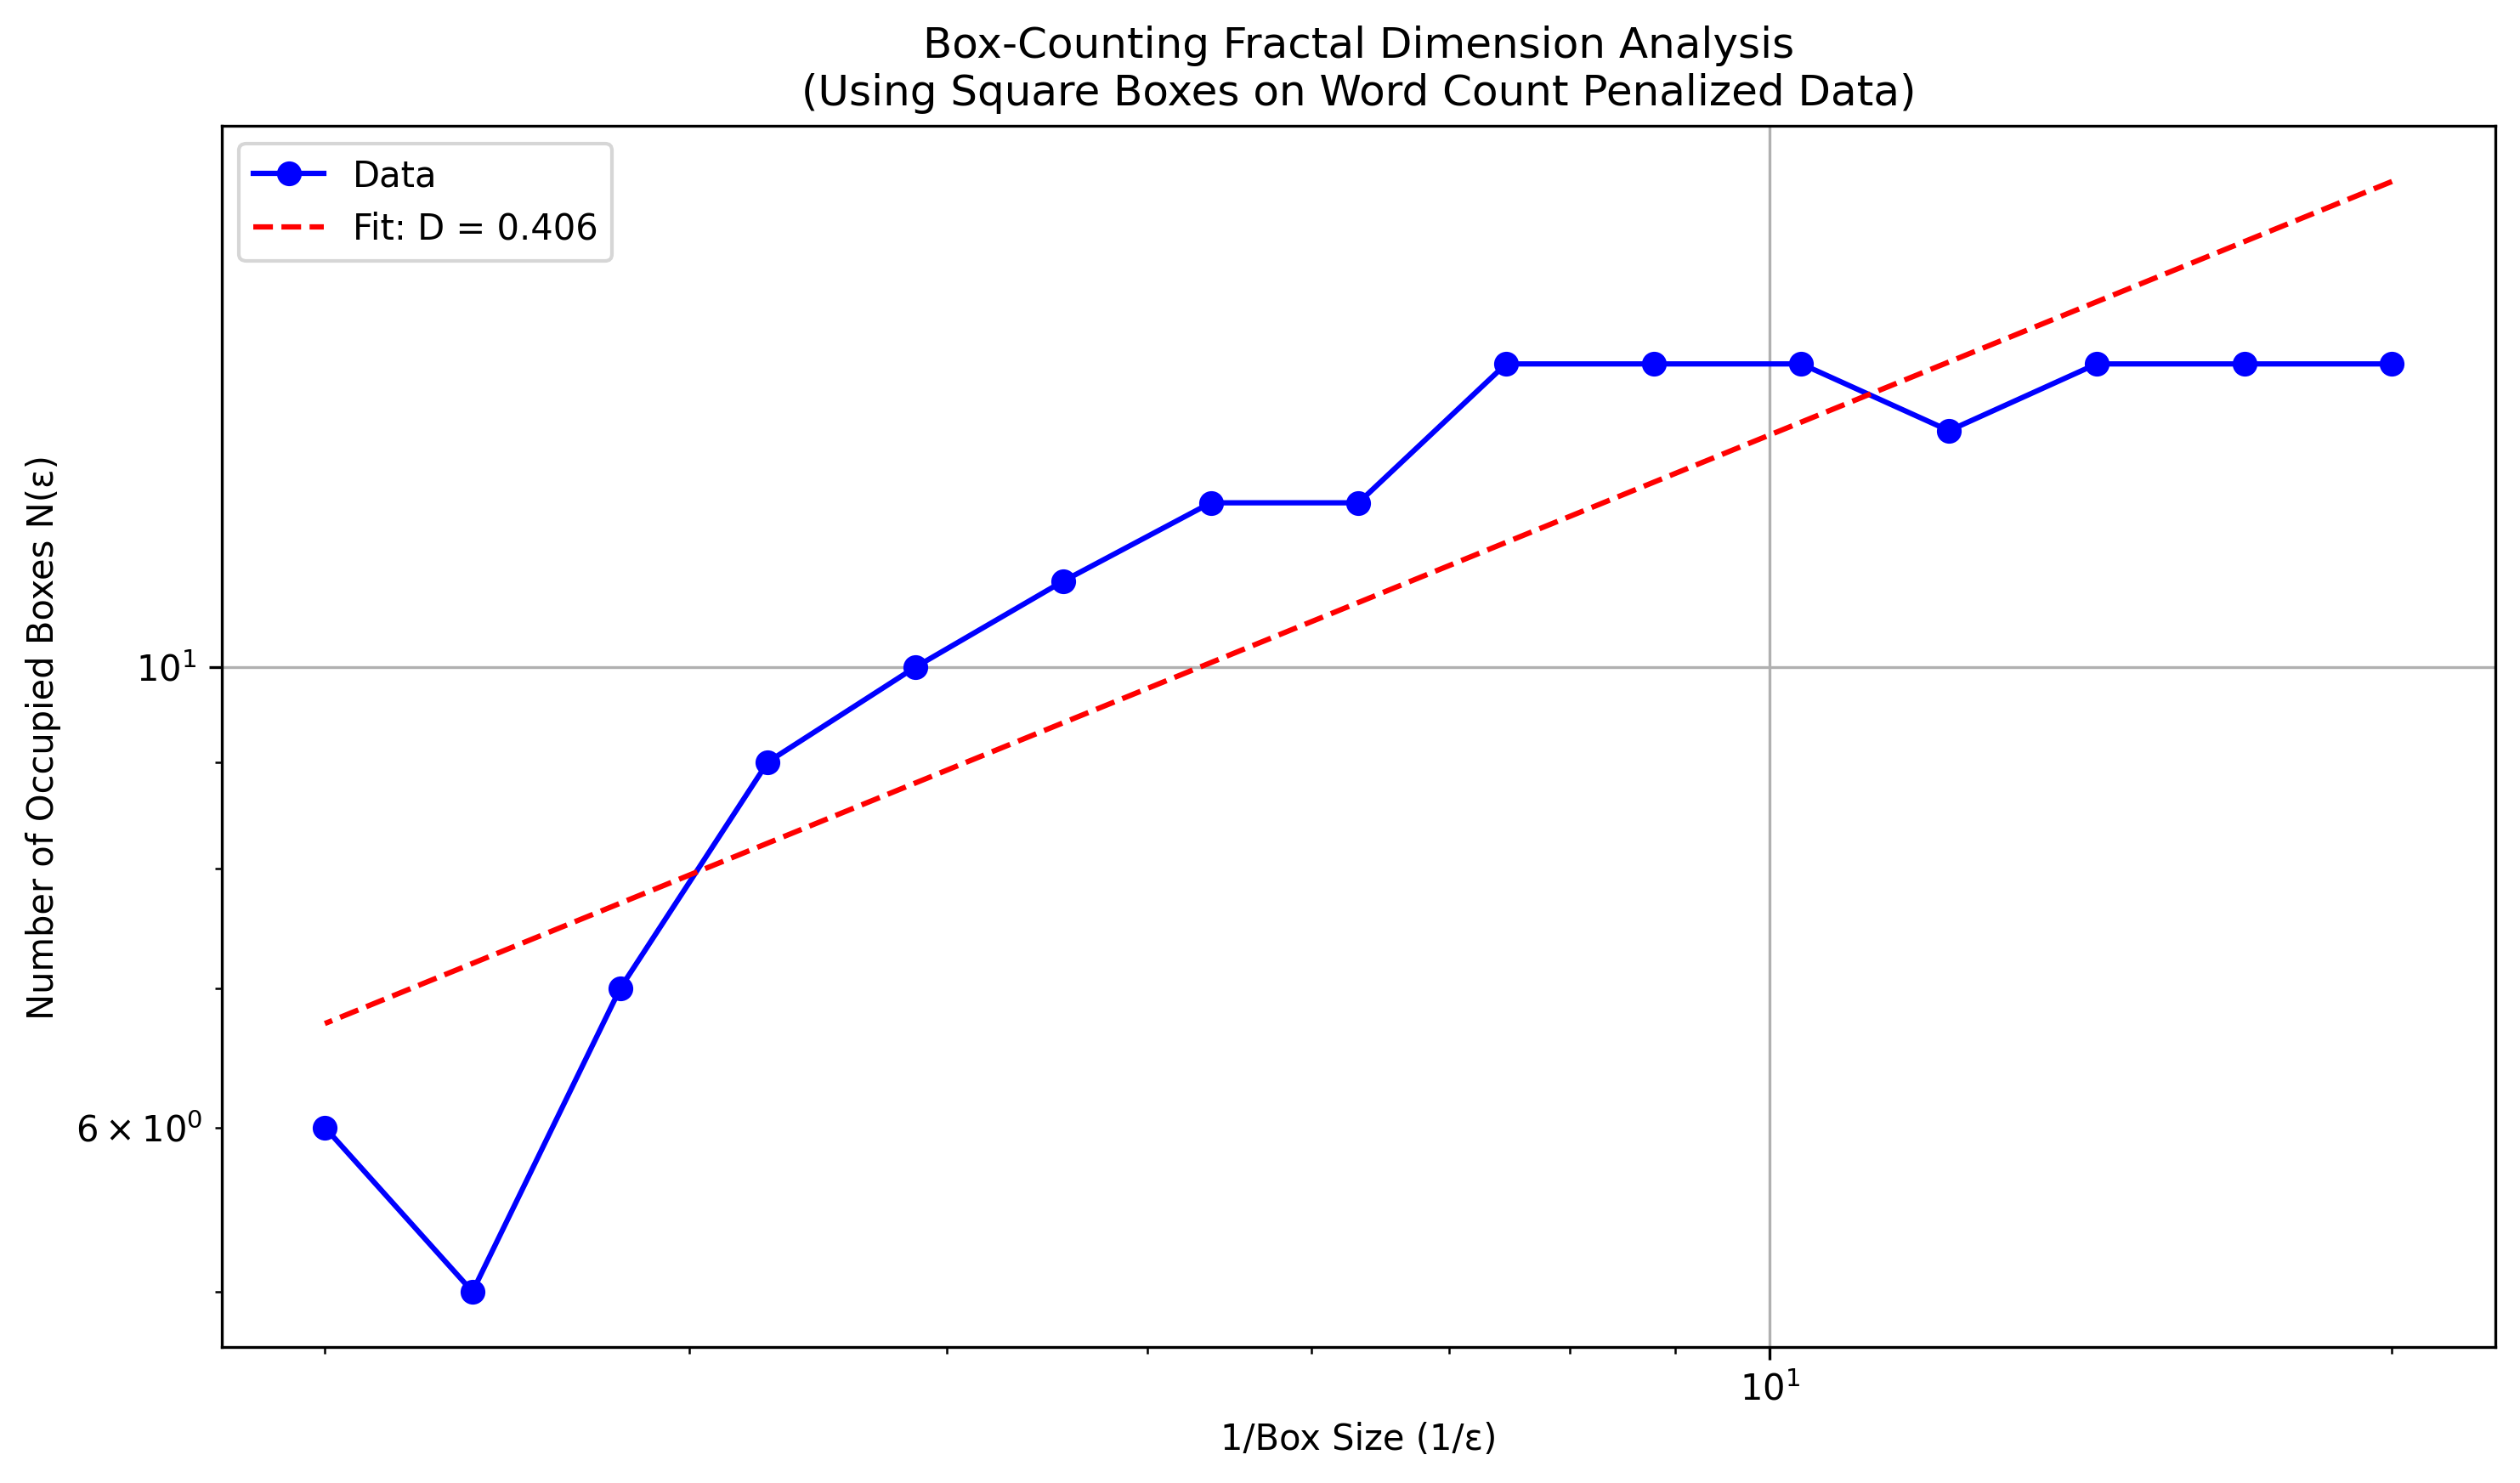 Box-Counting Fractal Dimension Analysis
(Using Square Boxes on Word Count Penalized Data)
Data
Fit: D = 0.406
Number of Occupied Boxes N(ε)
10¹
6 × 10⁰
10¹
1/Box Size (1/ε)